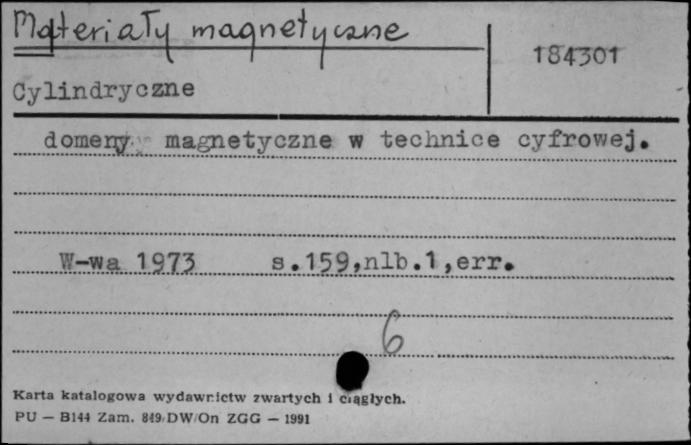 Materiały magnetyczne
184301
Cylindryczne
domeny magnetyczne w technice cyfrowej.
W-wa 1973 s.159,nlb.1,err.
6
Karta katalogowa wydawnictw zwartych i ciągłych.
PU — B144 Zam. 849/DW/On ZGG — 1991